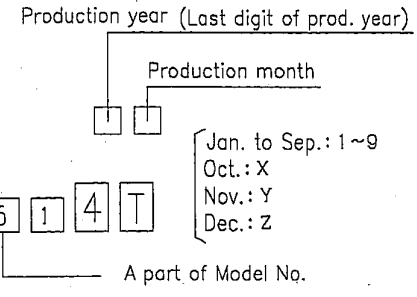 Production year (Last digit of prod. year)
Production month
Jan. to Sep.: 1~9
Oct.: X
Nov.: Y
Dec.: Z
6 1 4 T
A part of Model No.